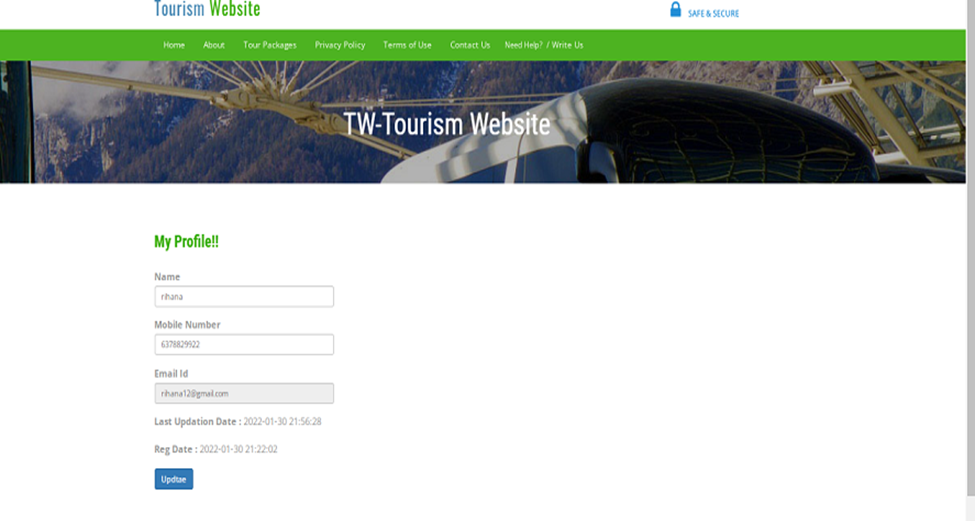 Tourism Website
SAFE & SECURE
Home About Tour Packages Privacy Policy Terms of Use Contact Us Need Help? / Write Us
TW-Tourism Website
My Profile!!
Name
rihana
Mobile Number
6378829922
Email Id
rihana12@gmail.com
Last Updation Date : 2022-01-30 21:56:28
Reg Date : 2022-01-30 21:22:02
Updtae